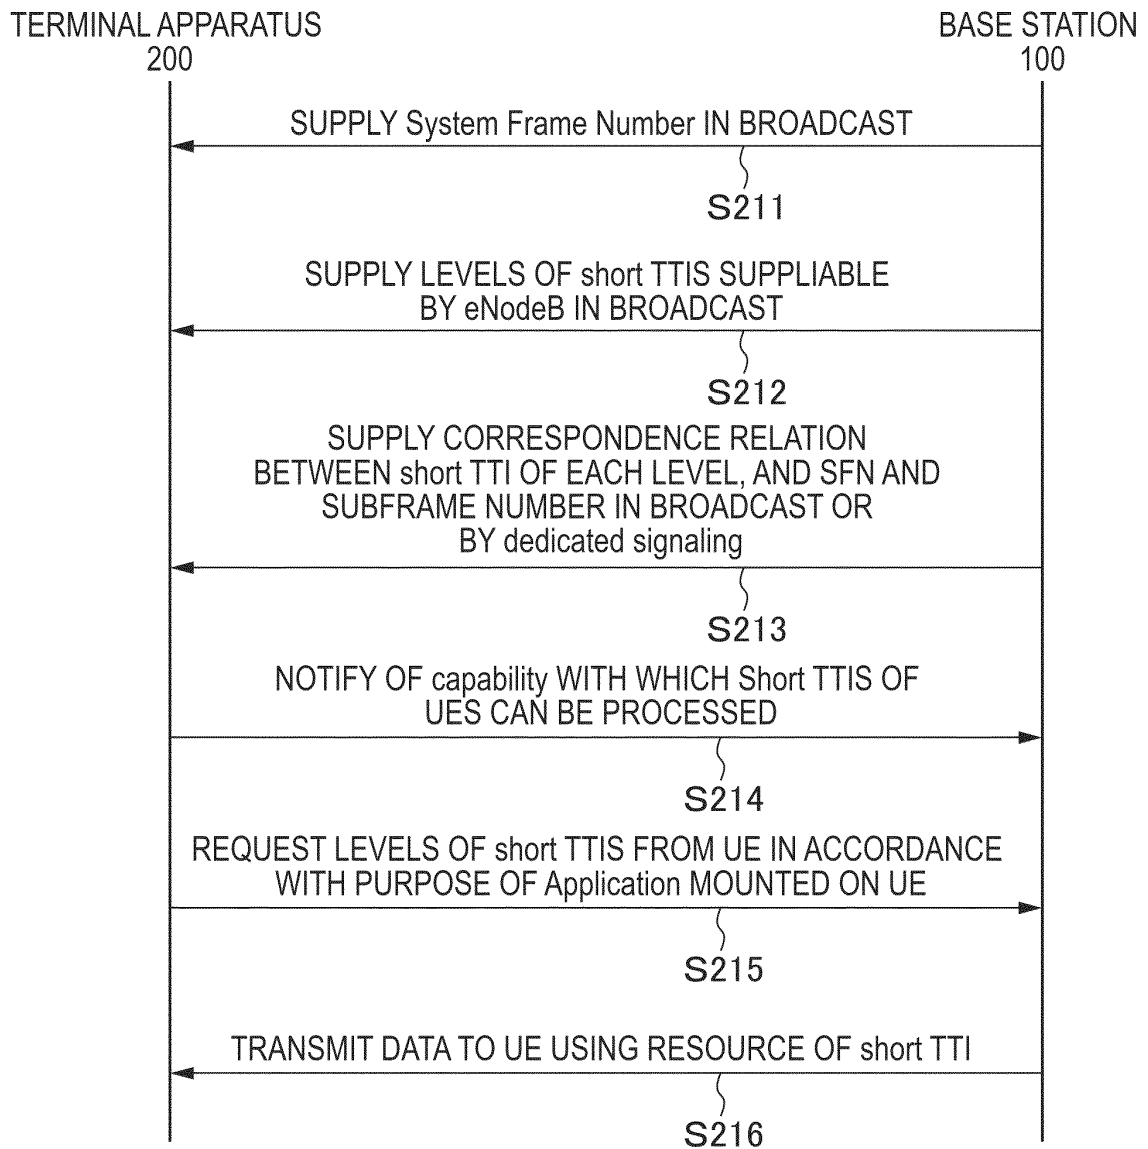 TERMINAL APPARATUS
200
BASE STATION
100
SUPPLY System Frame Number IN BROADCAST
S211
SUPPLY LEVELS OF short TTIS SUPPLIABLE
BY eNodeB IN BROADCAST
S212
SUPPLY CORRESPONDENCE RELATION
BETWEEN short TTI OF EACH LEVEL, AND SFN AND
SUBFRAME NUMBER IN BROADCAST OR
BY dedicated signaling
S213
NOTIFY OF capability WITH WHICH Short TTIS OF
UES CAN BE PROCESSED
S214
REQUEST LEVELS OF short TTIS FROM UE IN ACCORDANCE
WITH PURPOSE OF Application MOUNTED ON UE
S215
TRANSMIT DATA TO UE USING RESOURCE OF short TTI
S216